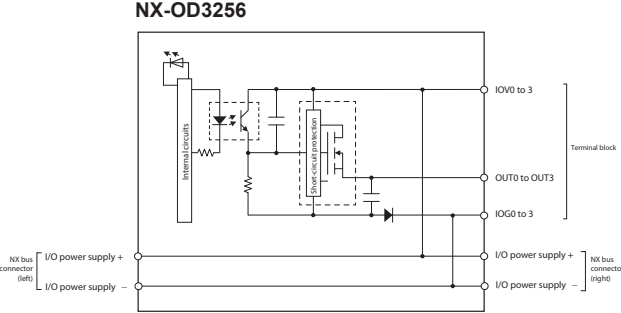 NX-OD3256
Internal circuits
Short-circuit protection
IOV0 to 3
Terminal block
OUT0 to OUT3
IOG0 to 3
NX bus
connector
(left)
I/O power supply +
I/O power supply −
I/O power supply +
I/O power supply −
NX bus
connecto
(right)